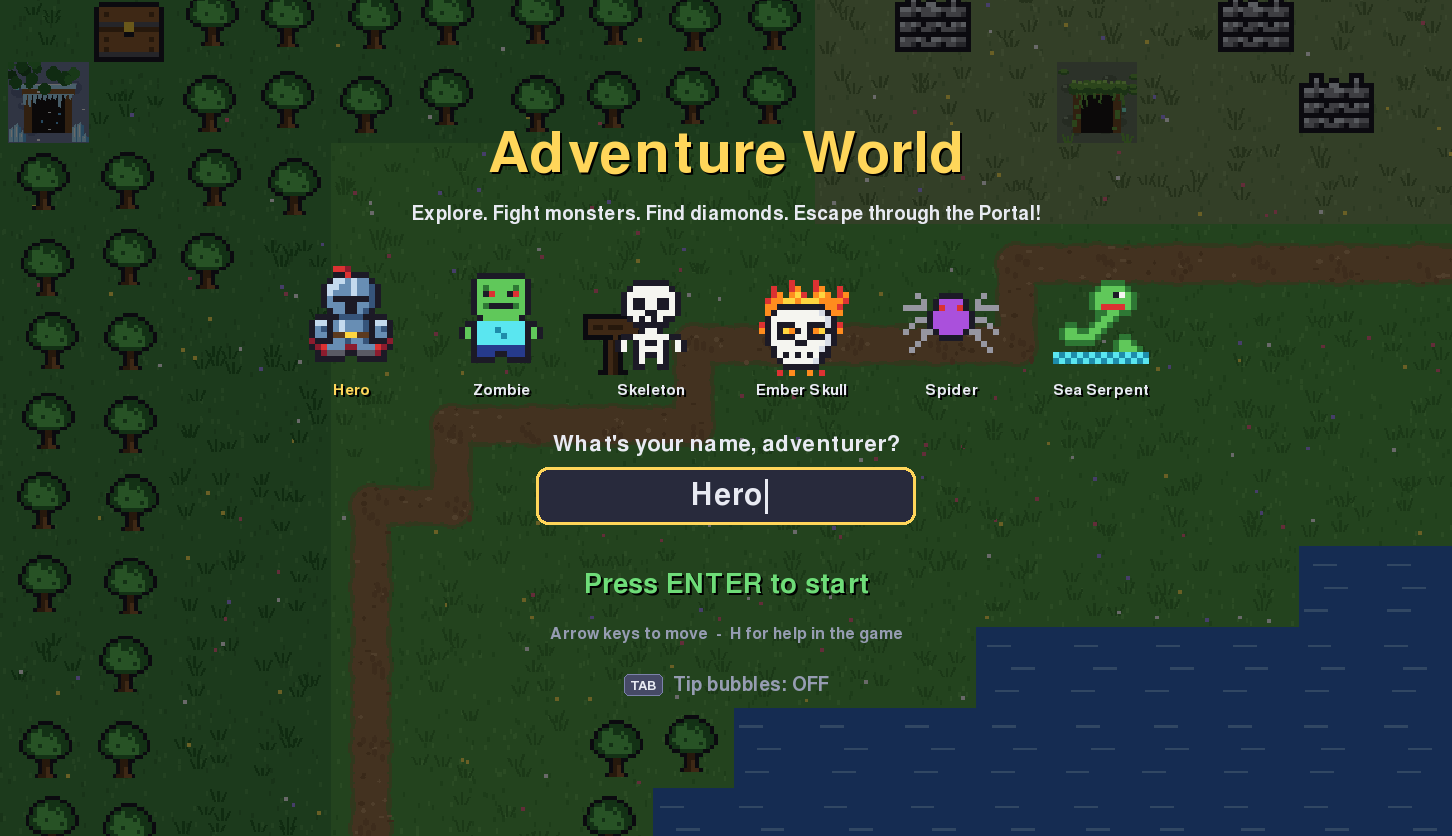 Adventure World
Explore. Fight monsters. Find diamonds. Escape through the Portal!
Hero Zombie Skeleton Ember Skull Spider Sea Serpent
What's your name, adventurer?
Hero
Press ENTER to start
Arrow keys to move - H for help in the game
TAB Tip bubbles: OFF